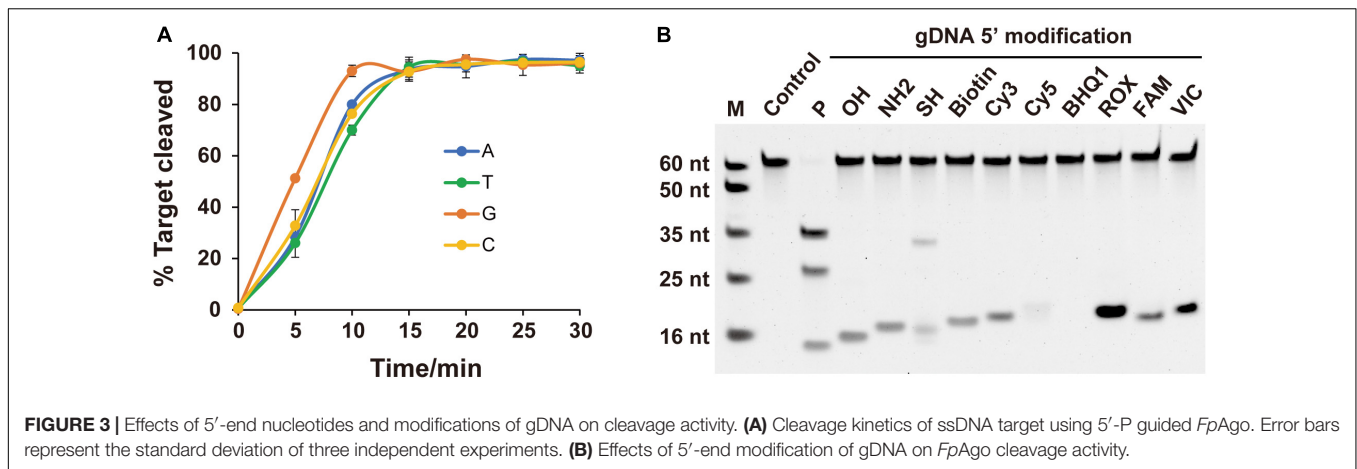 A
% Target cleaved
100
80
60
40
20
0
0 5 10 15 20 25 30
Time/min
A
T
G
C
B
gDNA 5′ modification
M Control P OH NH2 SH Biotin Cy3 Cy5 BHQ1 ROX FAM VIC
60 nt
50 nt
35 nt
25 nt
16 nt
FIGURE 3 | Effects of 5′-end nucleotides and modifications of gDNA on cleavage activity. (A) Cleavage kinetics of ssDNA target using 5′-P guided FpAgo. Error bars
represent the standard deviation of three independent experiments. (B) Effects of 5′-end modification of gDNA on FpAgo cleavage activity.